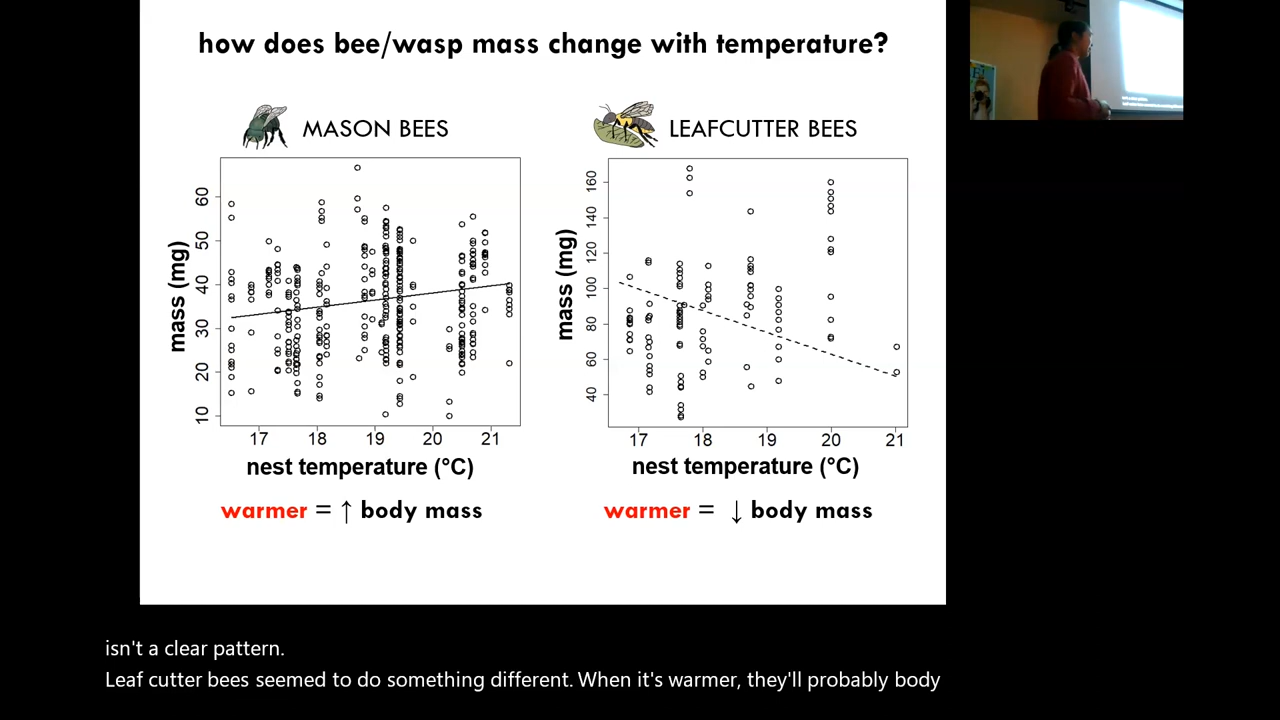 how does bee/wasp mass change with temperature?
MASON BEES
LEAFCUTTER BEES
mass (mg)
60
50
40
30
20
10
17 18 19 20 21
nest temperature (°C)
warmer = ↑ body mass
mass (mg)
160
140
120
100
80
60
40
17 18 19 20 21
nest temperature (°C)
warmer = ↓ body mass
isn't a clear pattern.
Leaf cutter bees seemed to do something different. When it's warmer, they'll probably body